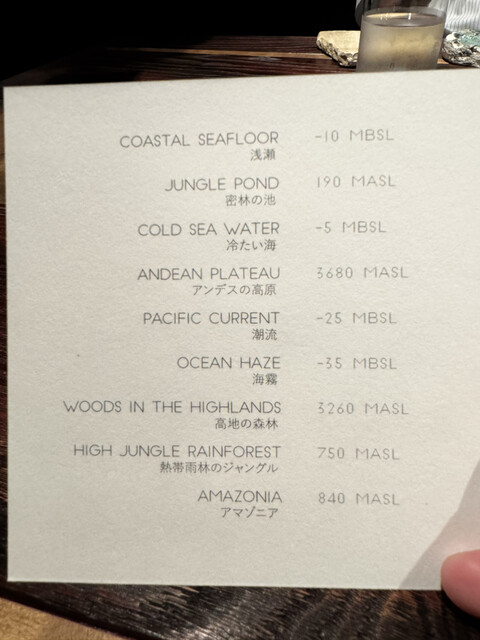 COASTAL SEAFLOOR -10 MBSL
浅瀬
JUNGLE POND 190 MASL
密林の池
COLD SEA WATER -5 MBSL
冷たい海
ANDEAN PLATEAU 3680 MASL
アンデスの高原
PACIFIC CURRENT -25 MBSL
潮流
OCEAN HAZE -35 MBSL
海霧
WOODS IN THE HIGHLANDS 3260 MASL
高地の森林
HIGH JUNGLE RAINFOREST 750 MASL
熱帯雨林のジャングル
AMAZONIA 840 MASL
アマゾニア